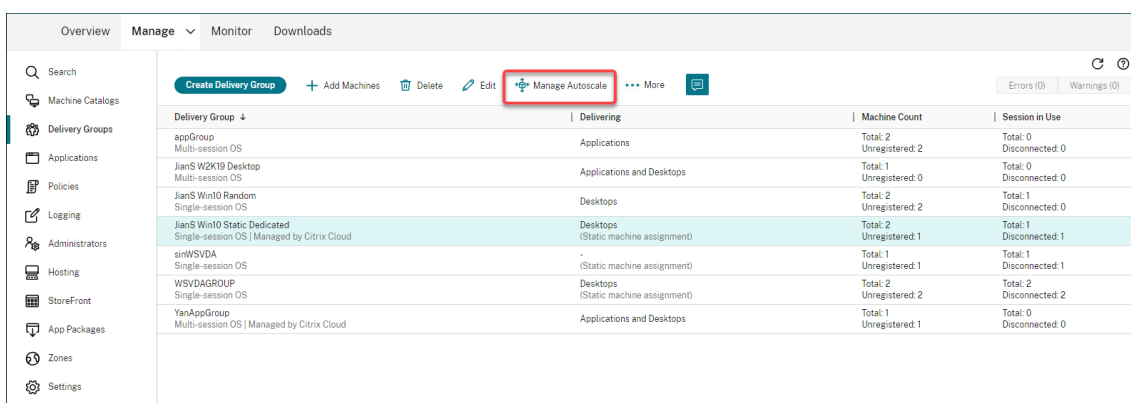 Overview Manage Monitor Downloads
Search
Machine Catalogs
Delivery Groups
Applications
Policies
Logging
Administrators
Hosting
StoreFront
App Packages
Zones
Settings
Create Delivery Group Add Machines Delete Edit Manage Autoscale More
Errors (0) Warnings (0)
Delivery Group ↓ Delivering Machine Count Session in Use
appGroup
Multi-session OS
Applications
Total: 2
Unregistered: 2
Total: 0
Disconnected: 0
JianS W2K19 Desktop
Multi-session OS
Applications and Desktops
Total: 1
Unregistered: 0
Total: 0
Disconnected: 0
JianS Win10 Random
Single-session OS
Desktops
Total: 2
Unregistered: 2
Total: 1
Disconnected: 0
JianS Win10 Static Dedicated
Single-session OS | Managed by Citrix Cloud
Desktops
(Static machine assignment)
Total: 2
Unregistered: 1
Total: 1
Disconnected: 1
sinWSVDA
Single-session OS
-
(Static machine assignment)
Total: 1
Unregistered: 1
Total: 1
Disconnected: 1
WSVDAGROUP
Single-session OS
Desktops
(Static machine assignment)
Total: 2
Unregistered: 2
Total: 2
Disconnected: 2
YanAppGroup
Multi-session OS | Managed by Citrix Cloud
Applications and Desktops
Total: 1
Unregistered: 1
Total: 0
Disconnected: 0